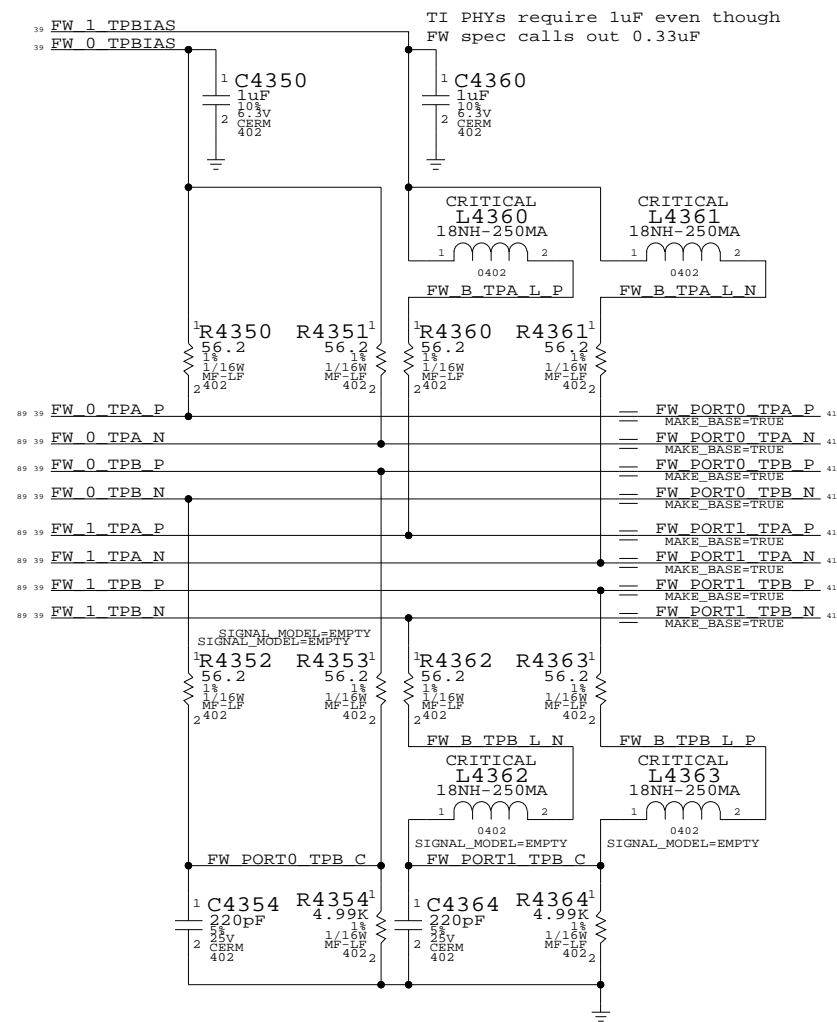 TI PHYs require 1uF even though
FW spec calls out 0.33uF
39 FW_1_TPBIAS
39 FW_0_TPBIAS
1 C4350
1uF
10%
6.3V
2 CERM
402
1 C4360
1uF
10%
6.3V
2 CERM
402
CRITICAL
L4360
18NH-250MA
1 2
0402
FW_B_TPA_L_P
CRITICAL
L4361
18NH-250MA
1 2
0402
FW_B_TPA_L_N
1 R4350
56.2
1%
1/16W
MF-LF
2 402
R4351 1
56.2
1%
1/16W
MF-LF
402 2
1 R4360
56.2
1%
1/16W
MF-LF
2 402
R4361 1
56.2
1%
1/16W
MF-LF
402 2
89 39 FW_0_TPA_P FW_PORT0_TPA_P 41
MAKE_BASE=TRUE
89 39 FW_0_TPA_N FW_PORT0_TPA_N 41
MAKE_BASE=TRUE
89 39 FW_0_TPB_P FW_PORT0_TPB_P 41
MAKE_BASE=TRUE
89 39 FW_0_TPB_N FW_PORT0_TPB_N 41
MAKE_BASE=TRUE
89 39 FW_1_TPA_P FW_PORT1_TPA_P 41
MAKE_BASE=TRUE
89 39 FW_1_TPA_N FW_PORT1_TPA_N 41
MAKE_BASE=TRUE
89 39 FW_1_TPB_P FW_PORT1_TPB_P 41
MAKE_BASE=TRUE
89 39 FW_1_TPB_N FW_PORT1_TPB_N 41
MAKE_BASE=TRUE
SIGNAL_MODEL=EMPTY
SIGNAL_MODEL=EMPTY
1 R4352
56.2
1%
1/16W
MF-LF
2 402
R4353 1
56.2
1%
1/16W
MF-LF
402 2
1 R4362
56.2
1%
1/16W
MF-LF
2 402
R4363 1
56.2
1%
1/16W
MF-LF
402 2
FW_B_TPB_L_N
CRITICAL
L4362
18NH-250MA
1 2
0402
SIGNAL_MODEL=EMPTY
FW_B_TPB_L_P
CRITICAL
L4363
18NH-250MA
1 2
0402
SIGNAL_MODEL=EMPTY
FW_PORT0_TPB_C
FW_PORT1_TPB_C
1 C4354
220pF
5%
25V
2 CERM
402
R4354 1
4.99K
1%
1/16W
MF-LF
402 2
1 C4364
220pF
5%
25V
2 CERM
402
R4364 1
4.99K
1%
1/16W
MF-LF
402 2